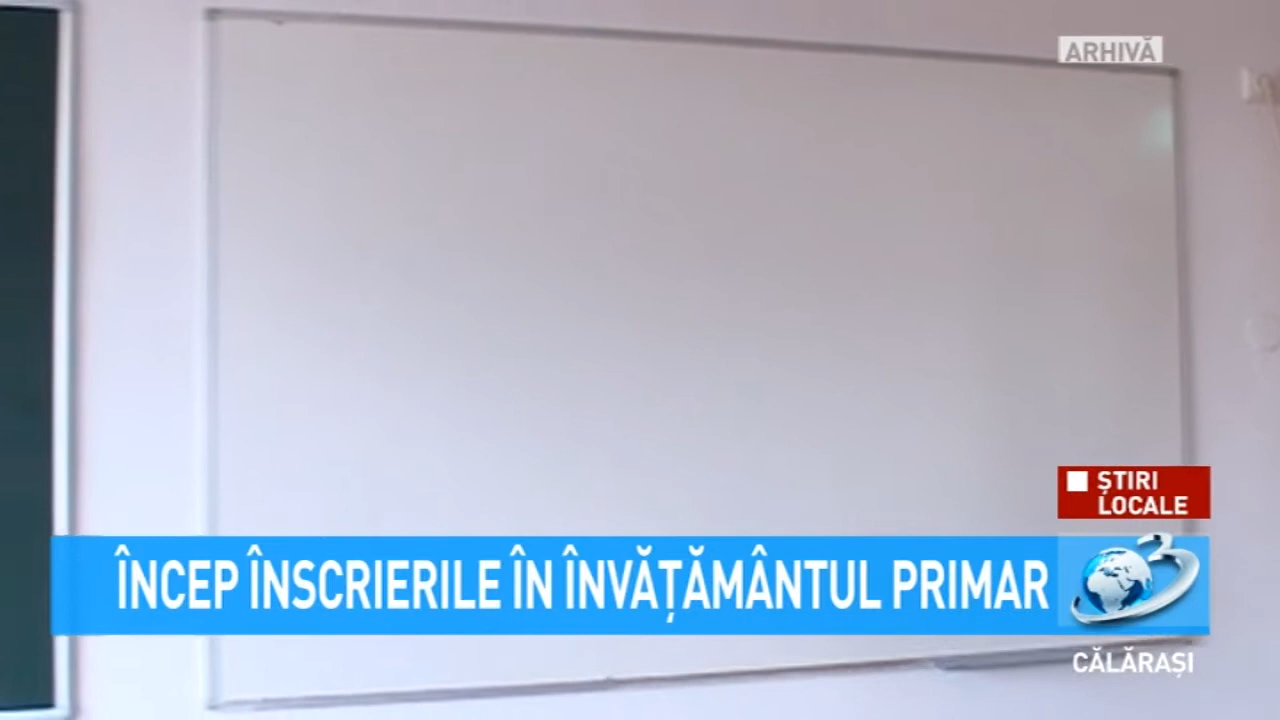 ARHIVĂ
ȘTIRI
LOCALE
ÎNCEP ÎNSCRIERILE ÎN ÎNVĂȚĂMÂNTUL PRIMAR
3
CĂLĂRAȘI